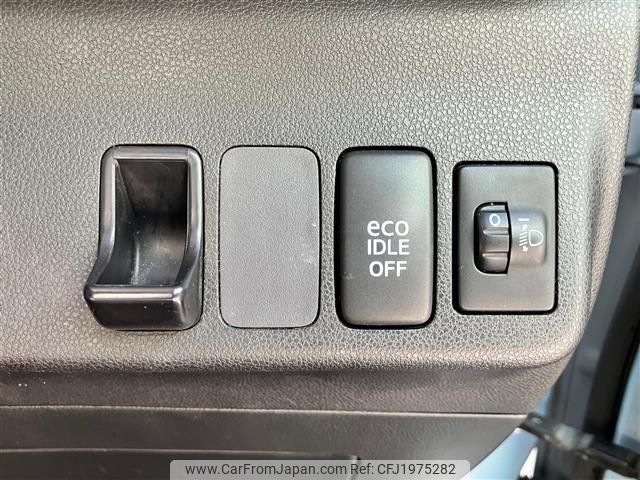 eco
IDLE
OFF
0
www.CarFromJapan.com Ref:CFJ1975282